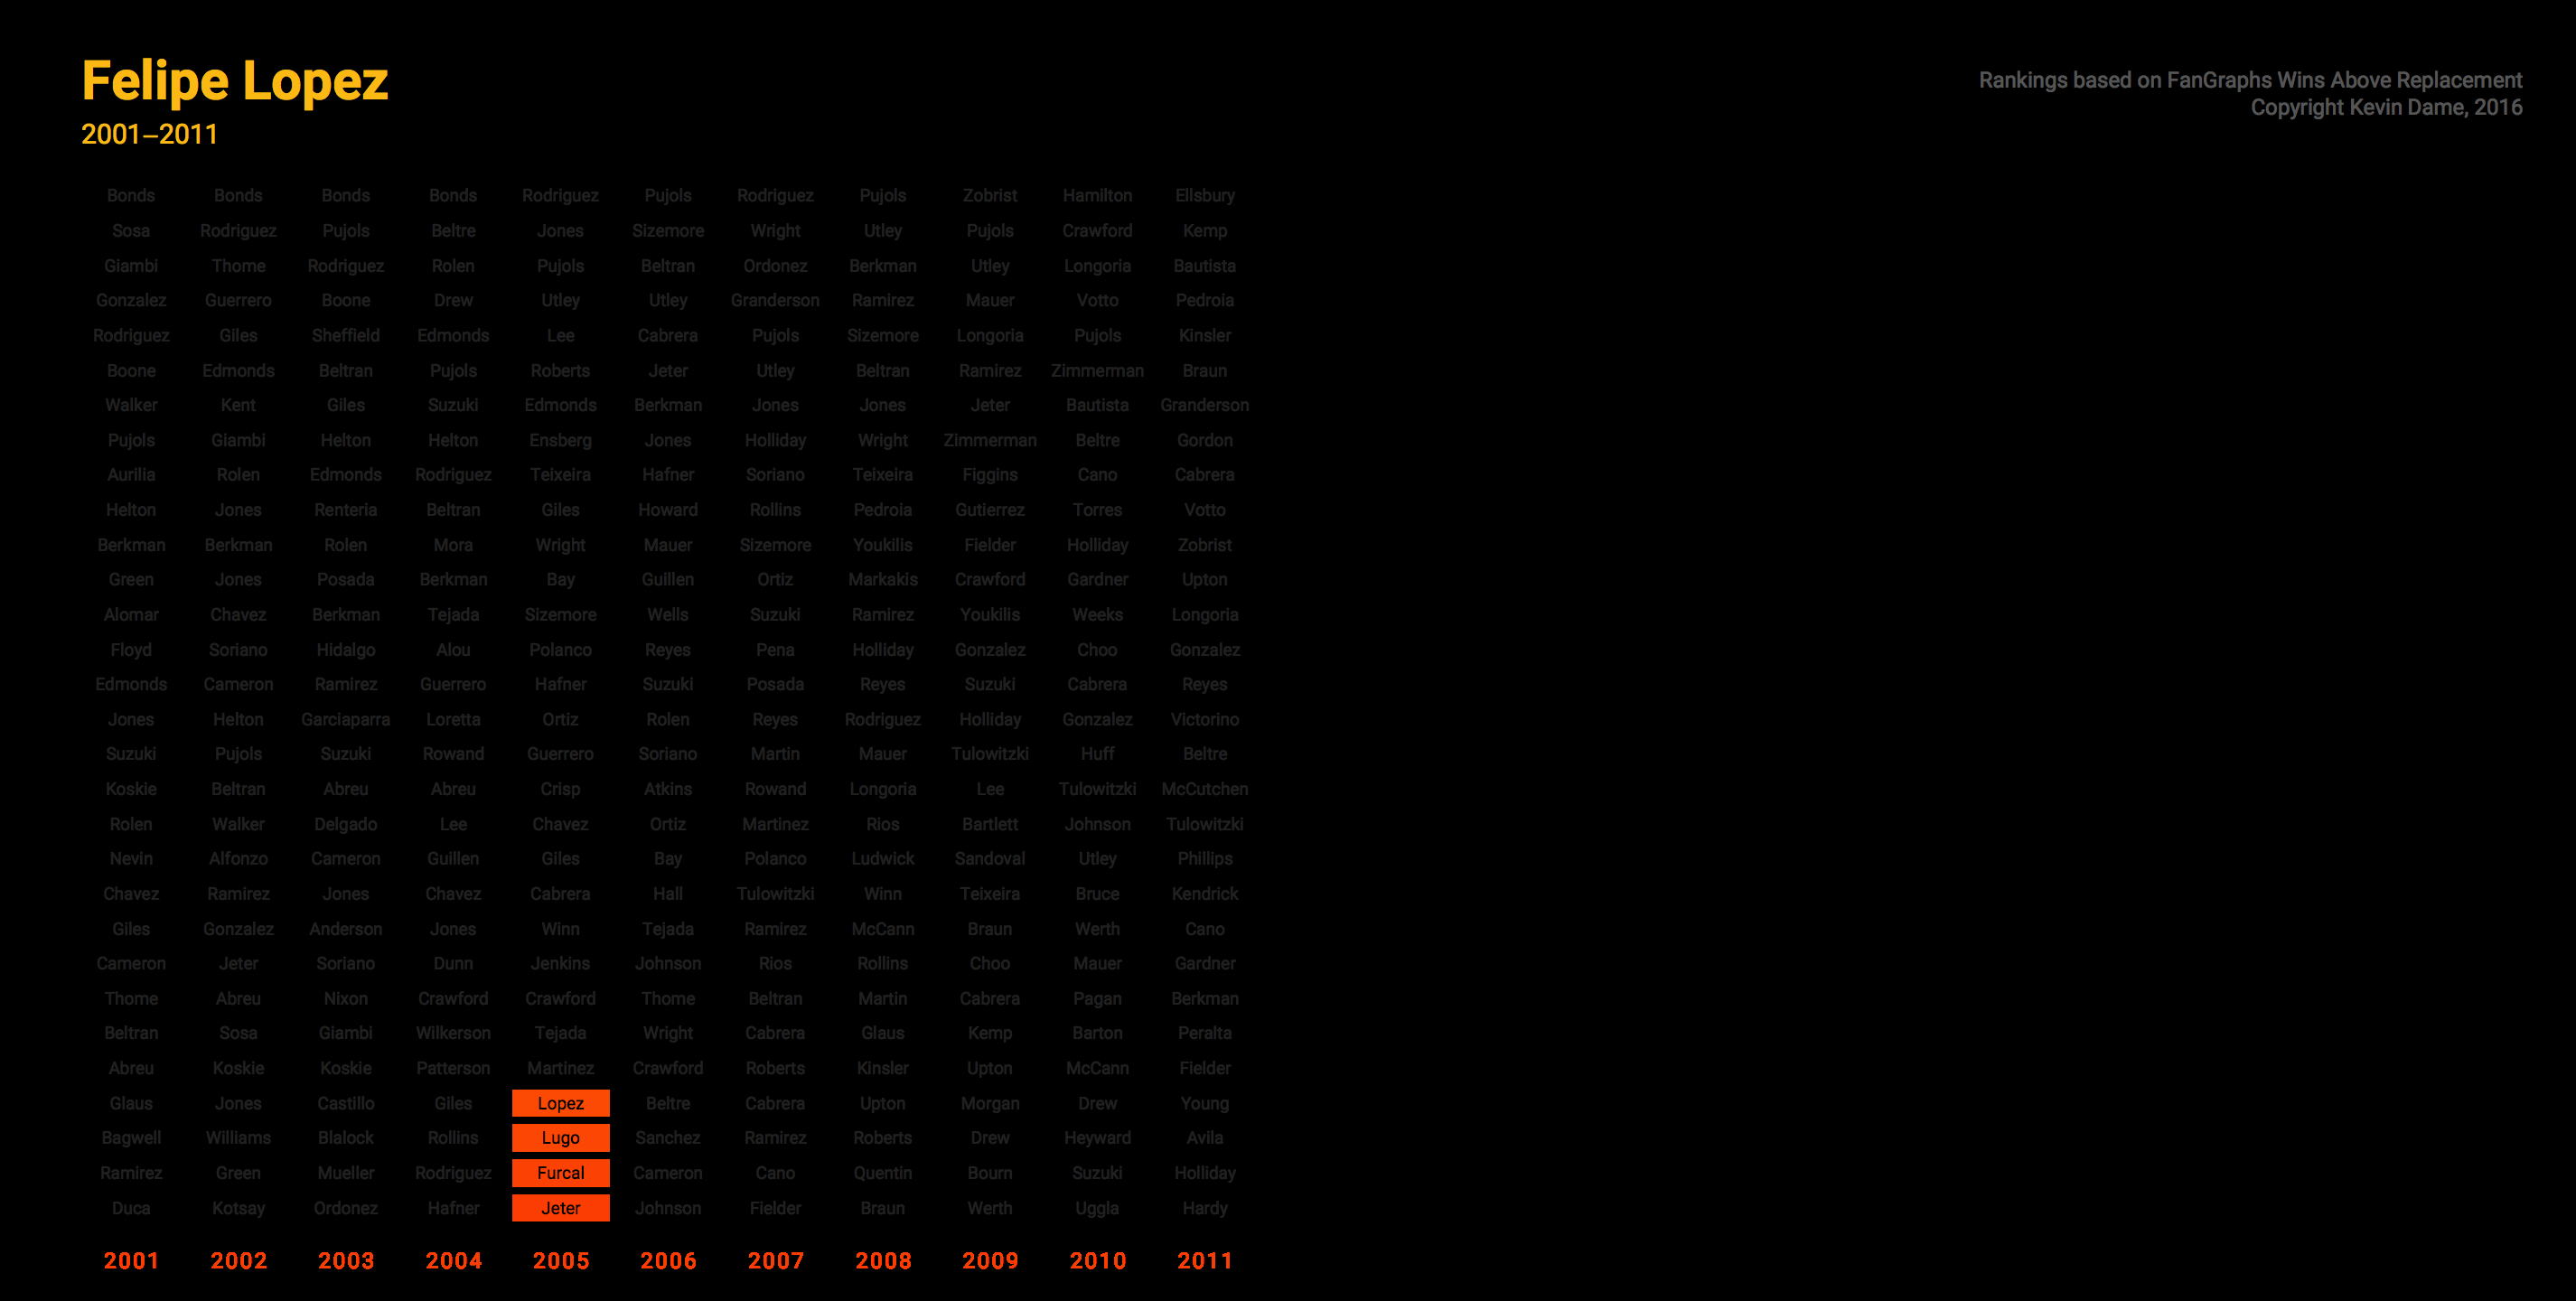 Felipe Lopez
2001–2011
Rankings based on FanGraphs Wins Above Replacement
Copyright Kevin Dame, 2016
Bonds Bonds Bonds Bonds Rodriguez Pujols Rodriguez Pujols Zobrist Hamilton Ellsbury
Sosa Rodriguez Pujols Beltre Jones Sizemore Wright Utley Pujols Crawford Kemp
Giambi Thome Rodriguez Rolen Pujols Beltran Ordonez Berkman Utley Longoria Bautista
Gonzalez Guerrero Boone Drew Utley Utley Granderson Ramirez Mauer Votto Pedroia
Rodriguez Giles Sheffield Edmonds Lee Cabrera Pujols Sizemore Longoria Pujols Kinsler
Boone Edmonds Beltran Pujols Roberts Jeter Utley Beltran Ramirez Zimmerman Braun
Walker Kent Giles Suzuki Edmonds Berkman Jones Jones Jeter Bautista Granderson
Pujols Giambi Helton Helton Ensberg Jones Holliday Wright Zimmerman Beltre Gordon
Aurilia Rolen Edmonds Rodriguez Teixeira Hafner Soriano Teixeira Figgins Cano Cabrera
Helton Jones Renteria Beltran Giles Howard Rollins Pedroia Gutierrez Torres Votto
Berkman Berkman Rolen Mora Wright Mauer Sizemore Youkilis Fielder Holliday Zobrist
Green Jones Posada Berkman Bay Guillen Ortiz Markakis Crawford Gardner Upton
Alomar Chavez Berkman Tejada Sizemore Wells Suzuki Ramirez Youkilis Weeks Longoria
Floyd Soriano Hidalgo Alou Polanco Reyes Pena Holliday Gonzalez Choo Gonzalez
Edmonds Cameron Ramirez Guerrero Hafner Suzuki Posada Reyes Suzuki Cabrera Reyes
Jones Helton Garciaparra Loretta Ortiz Rolen Reyes Rodriguez Holliday Gonzalez Victorino
Suzuki Pujols Suzuki Rowand Guerrero Soriano Martin Mauer Tulowitzki Huff Beltre
Koskie Beltran Abreu Abreu Crisp Atkins Rowand Longoria Lee Tulowitzki McCutchen
Rolen Walker Delgado Lee Chavez Ortiz Martinez Rios Bartlett Johnson Tulowitzki
Nevin Alfonzo Cameron Guillen Giles Bay Polanco Ludwick Sandoval Utley Phillips
Chavez Ramirez Jones Chavez Cabrera Hall Tulowitzki Winn Teixeira Bruce Kendrick
Giles Gonzalez Anderson Jones Winn Tejada Ramirez McCann Braun Werth Cano
Cameron Jeter Soriano Dunn Jenkins Johnson Rios Rollins Choo Mauer Gardner
Thome Abreu Nixon Crawford Crawford Thome Beltran Martin Cabrera Pagan Berkman
Beltran Sosa Giambi Wilkerson Tejada Wright Cabrera Glaus Kemp Barton Peralta
Abreu Koskie Koskie Patterson Martinez Crawford Roberts Kinsler Upton McCann Fielder
Glaus Jones Castillo Giles Lopez Beltre Cabrera Upton Morgan Drew Young
Bagwell Williams Blalock Rollins Lugo Sanchez Ramirez Roberts Drew Heyward Avila
Ramirez Green Mueller Rodriguez Furcal Cameron Cano Quentin Bourn Suzuki Holliday
Duca Kotsay Ordonez Hafner Jeter Johnson Fielder Braun Werth Uggla Hardy
2001 2002 2003 2004 2005 2006 2007 2008 2009 2010 2011